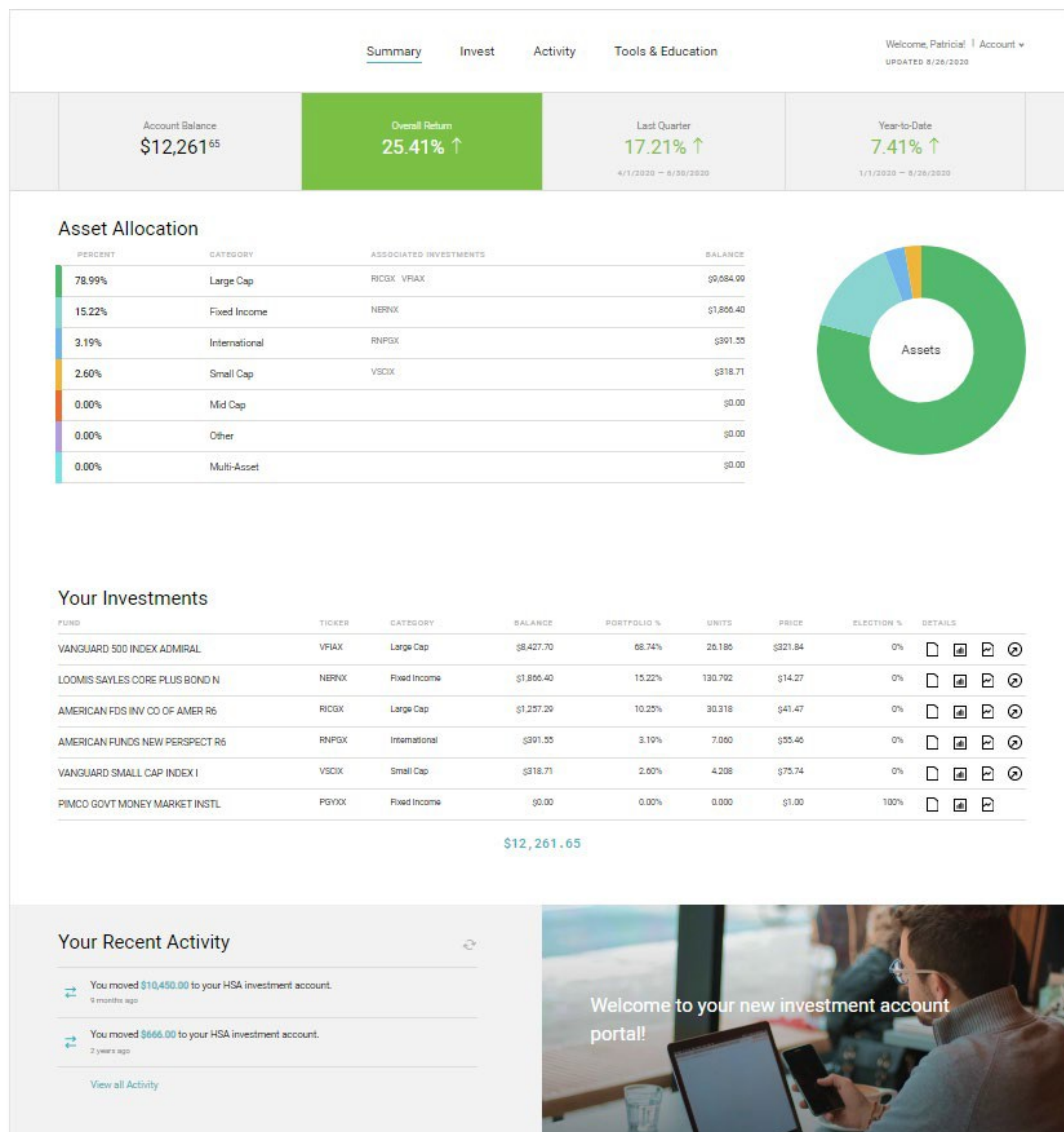 Summary Invest Activity Tools & Education
Welcome, Patricia! | Account
UPDATED 8/26/2020
Account Balance
$12,261⁶⁵
Overall Return
25.41% ↑
Last Quarter
17.21% ↑
4/1/2020 — 6/30/2020
Year-to-Date
7.41% ↑
1/1/2020 — 8/26/2020
Asset Allocation
PERCENT CATEGORY ASSOCIATED INVESTMENTS BALANCE
78.99% Large Cap RICGX VFIAX $9,684.99
15.22% Fixed Income NERNX $1,866.40
3.19% International RNPGX $391.55
2.60% Small Cap VSCIX $318.71
0.00% Mid Cap $0.00
0.00% Other $0.00
0.00% Multi-Asset $0.00
Assets
Your Investments
FUND TICKER CATEGORY BALANCE PORTFOLIO % UNITS PRICE ELECTION % DETAILS
VANGUARD 500 INDEX ADMIRAL VFIAX Large Cap $8,427.70 68.74% 26.186 $321.84 0%
LOOMIS SAYLES CORE PLUS BOND N NERNX Fixed Income $1,866.40 15.22% 130.792 $14.27 0%
AMERICAN FDS INV CO OF AMER R6 RICGX Large Cap $1,257.29 10.25% 30.318 $41.47 0%
AMERICAN FUNDS NEW PERSPECT R6 RNPGX International $391.55 3.19% 7.060 $55.46 0%
VANGUARD SMALL CAP INDEX I VSCIX Small Cap $318.71 2.60% 4.208 $75.74 0%
PIMCO GOVT MONEY MARKET INSTL PGYXX Fixed Income $0.00 0.00% 0.000 $1.00 100%
$12,261.65
Your Recent Activity
You moved $10,450.00 to your HSA investment account.
9 months ago
You moved $666.00 to your HSA investment account.
2 years ago
View all Activity
Welcome to your new investment account
portal!